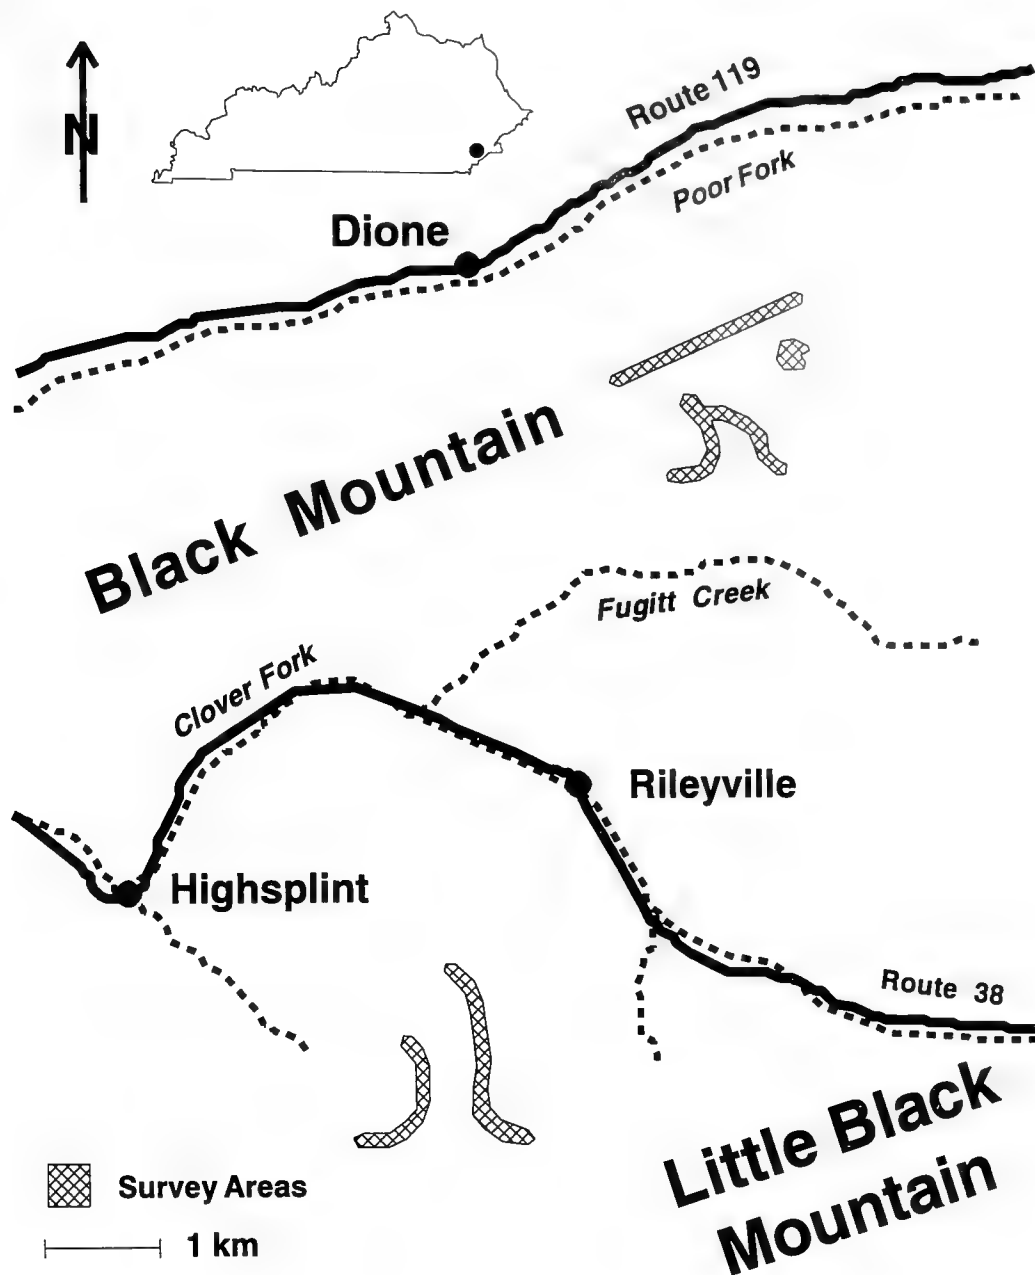 N
Route 119
Poor Fork
Dione
Black Mountain
Fugitt Creek
Clover Fork
Rileyville
Highsplint
Route 38
Little Black
Mountain
Survey Areas
1 km